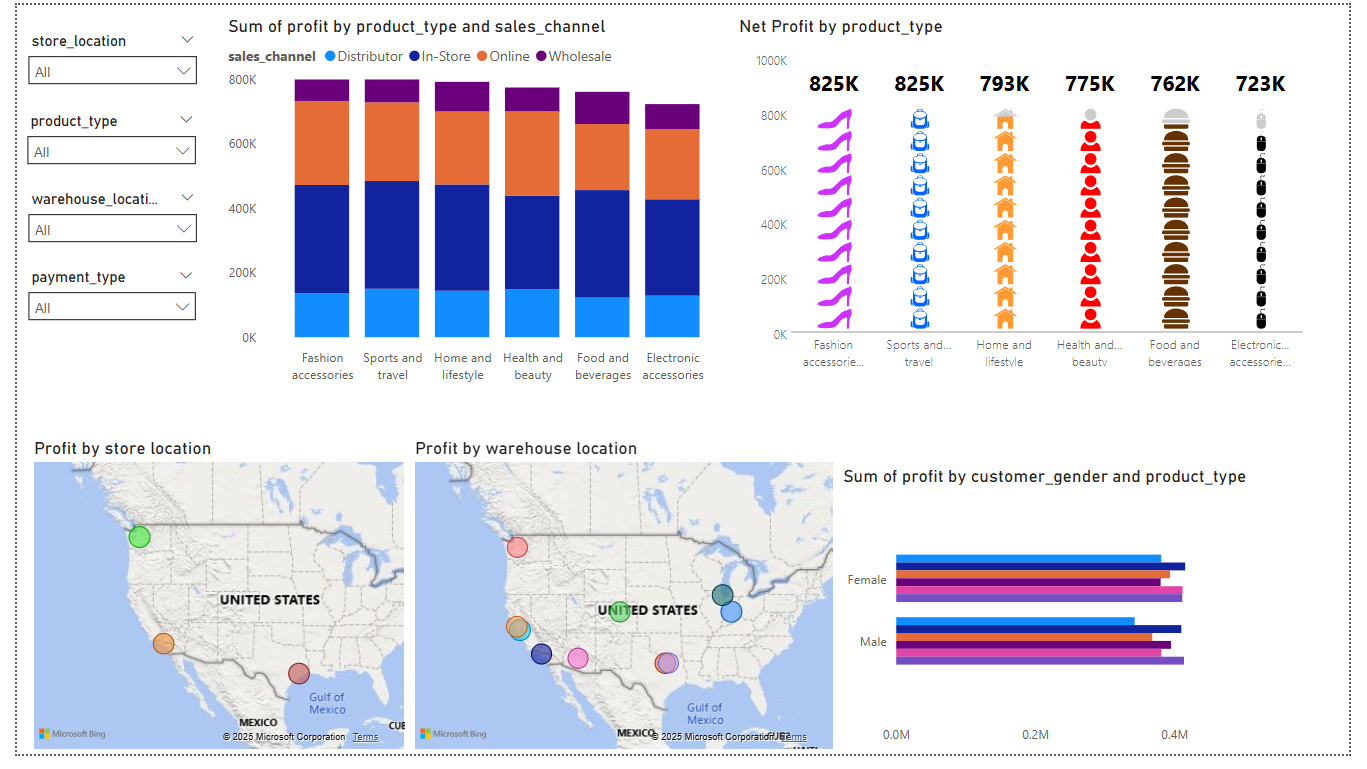 store_location
All
product_type
All
warehouse_locati...
All
payment_type
All
Sum of profit by product_type and sales_channel
sales_channel Distributor In-Store Online Wholesale
800K
600K
400K
200K
0K
Fashion accessories
Sports and travel
Home and lifestyle
Health and beauty
Food and beverages
Electronic accessories
Net Profit by product_type
1000K
800K
600K
400K
200K
0K
825K 825K 793K 775K 762K 723K
Fashion accessorie...
Sports and... travel
Home and lifestyle
Health and... beauty
Food and beverages
Electronic... accessorie...
Profit by store location
UNITED STATES
Gulf of
Mexico
MEXICO
CUE
Microsoft Bing
© 2025 Microsoft Corporation Terms
Profit by warehouse location
UNITED STATES
Gulf of
Mexico
MEXICO
Microsoft Bing
© 2025 Microsoft Corporation Terms
Sum of profit by customer_gender and product_type
Female
Male
0.0M 0.2M 0.4M